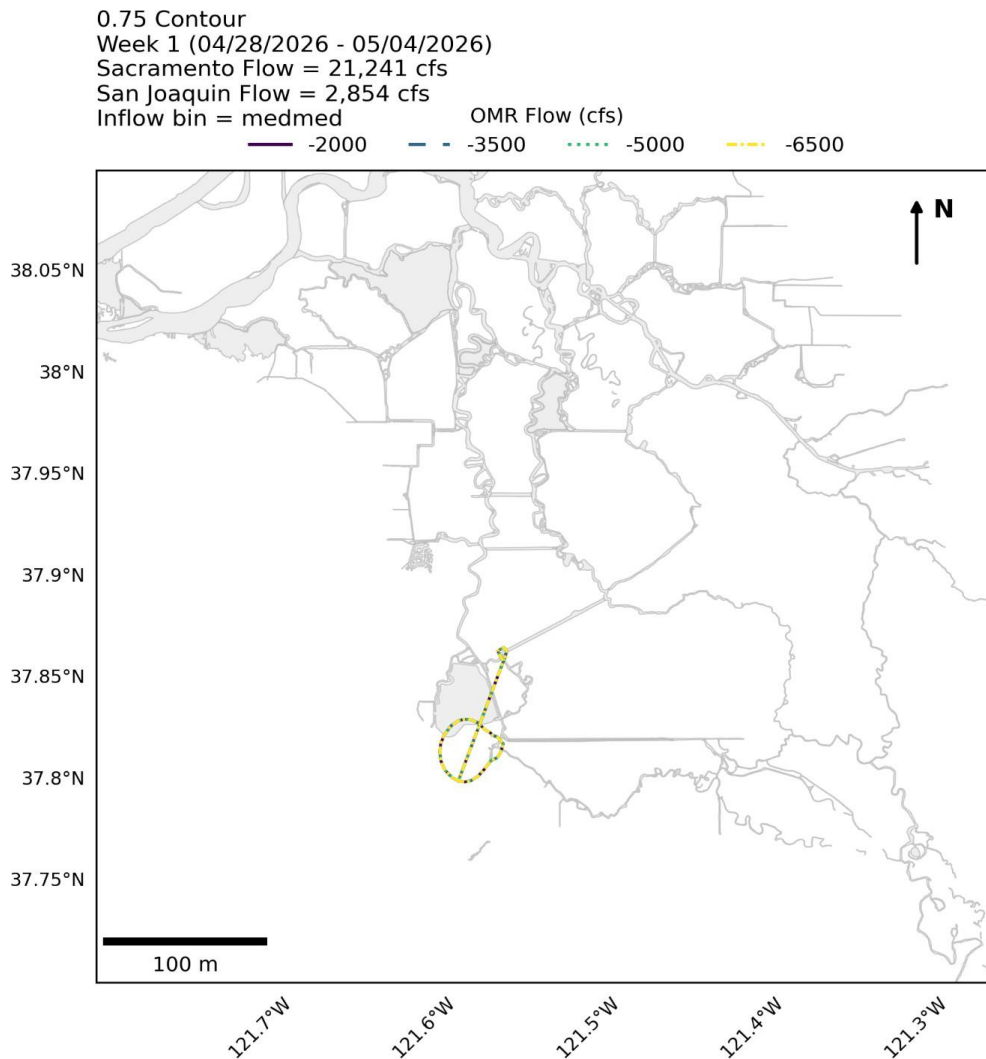 0.75 Contour
Week 1 (04/28/2026 - 05/04/2026)
Sacramento Flow = 21,241 cfs
San Joaquin Flow = 2,854 cfs
Inflow bin = medmed
OMR Flow (cfs)
-2000 -3500 -5000 -6500
N
38.05°N
38°N
37.95°N
37.9°N
37.85°N
37.8°N
37.75°N
100 m
121.7°W 121.6°W 121.5°W 121.4°W 121.3°W